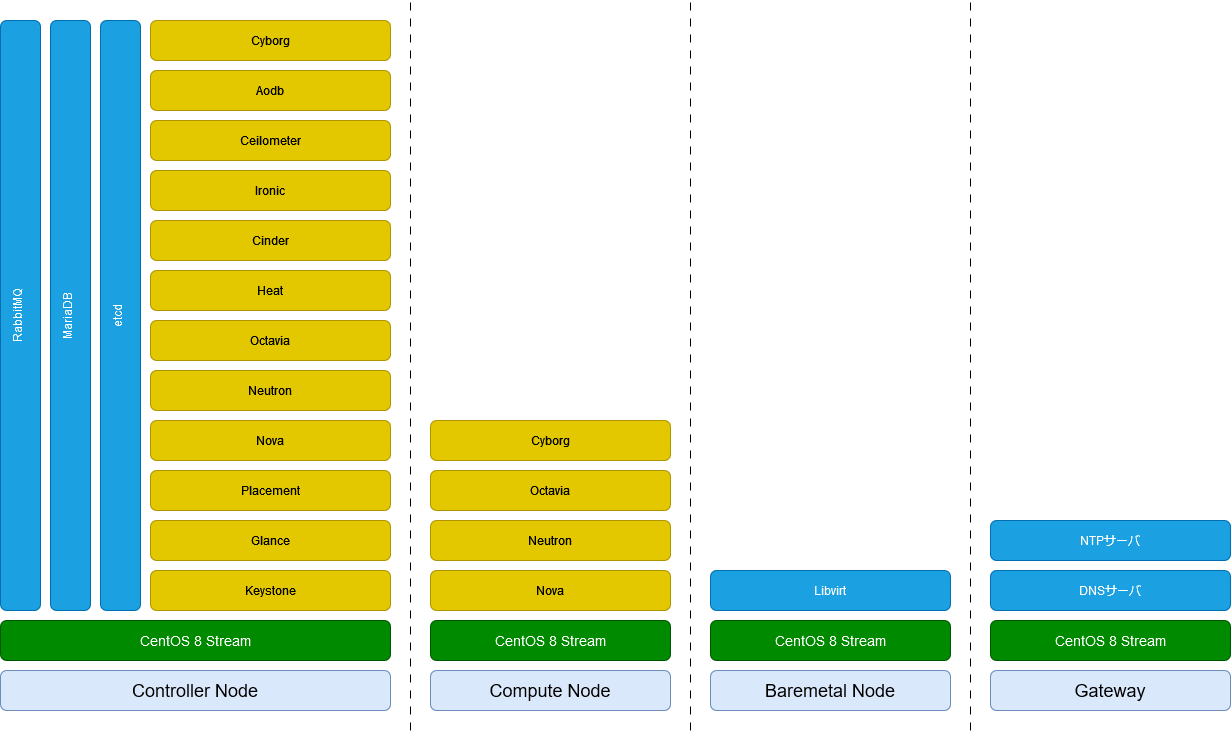 RabbitMQ
MariaDB
etcd
Cyborg
Aodb
Ceilometer
Ironic
Cinder
Heat
Octavia
Neutron
Nova
Placement
Glance
Keystone
CentOS 8 Stream
Controller Node
Cyborg
Octavia
Neutron
Nova
CentOS 8 Stream
Compute Node
Libvirt
CentOS 8 Stream
Baremetal Node
NTPサーバ
DNSサーバ
CentOS 8 Stream
Gateway